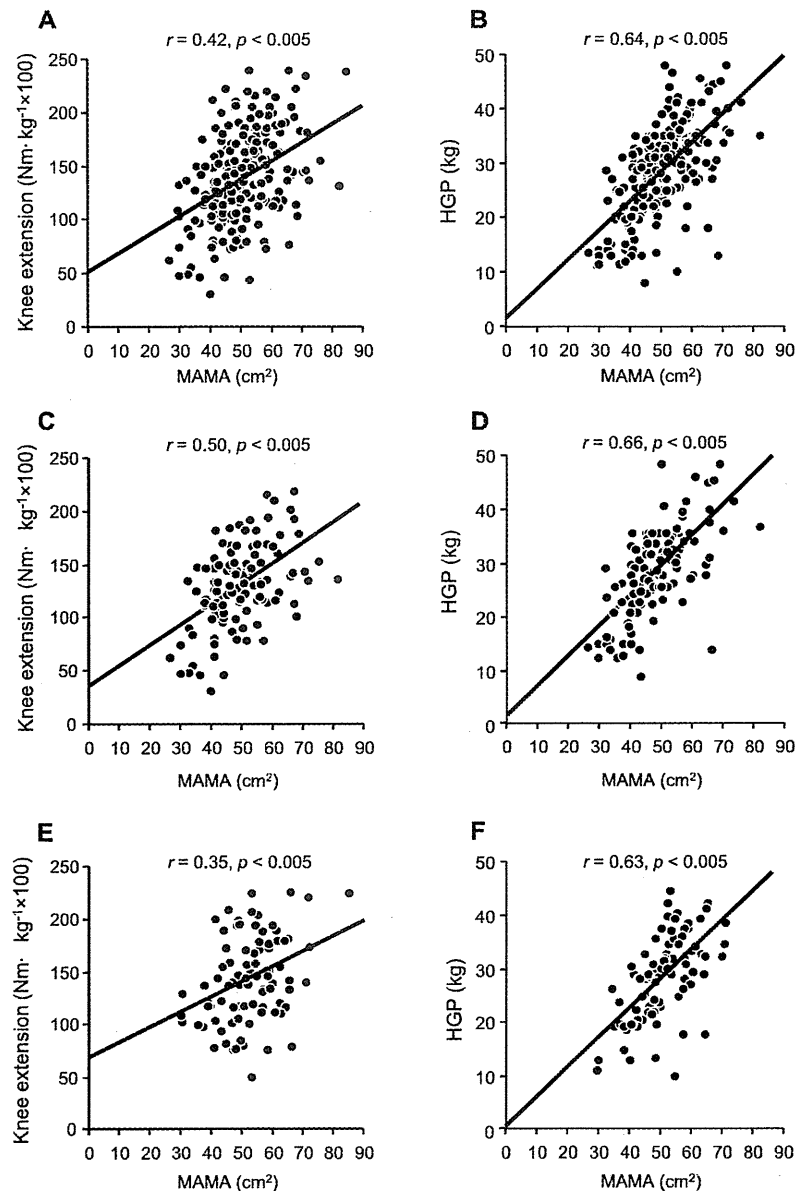 A
r = 0.42, p < 0.005
Knee extension (Nm· kg⁻¹×100)
250
200
150
100
50
0
0 10 20 30 40 50 60 70 80 90
MAMA (cm²)
B
r = 0.64, p < 0.005
HGP (kg)
50
40
30
20
10
0
0 10 20 30 40 50 60 70 80 90
MAMA (cm²)
C
r = 0.50, p < 0.005
Knee extension (Nm· kg⁻¹×100)
250
200
150
100
50
0
0 10 20 30 40 50 60 70 80 90
MAMA (cm²)
D
r = 0.66, p < 0.005
HGP (kg)
50
40
30
20
10
0
0 10 20 30 40 50 60 70 80 90
MAMA (cm²)
E
r = 0.35, p < 0.005
Knee extension (Nm· kg⁻¹×100)
250
200
150
100
50
0
0 10 20 30 40 50 60 70 80 90
MAMA (cm²)
F
r = 0.63, p < 0.005
HGP (kg)
50
40
30
20
10
0
0 10 20 30 40 50 60 70 80 90
MAMA (cm²)